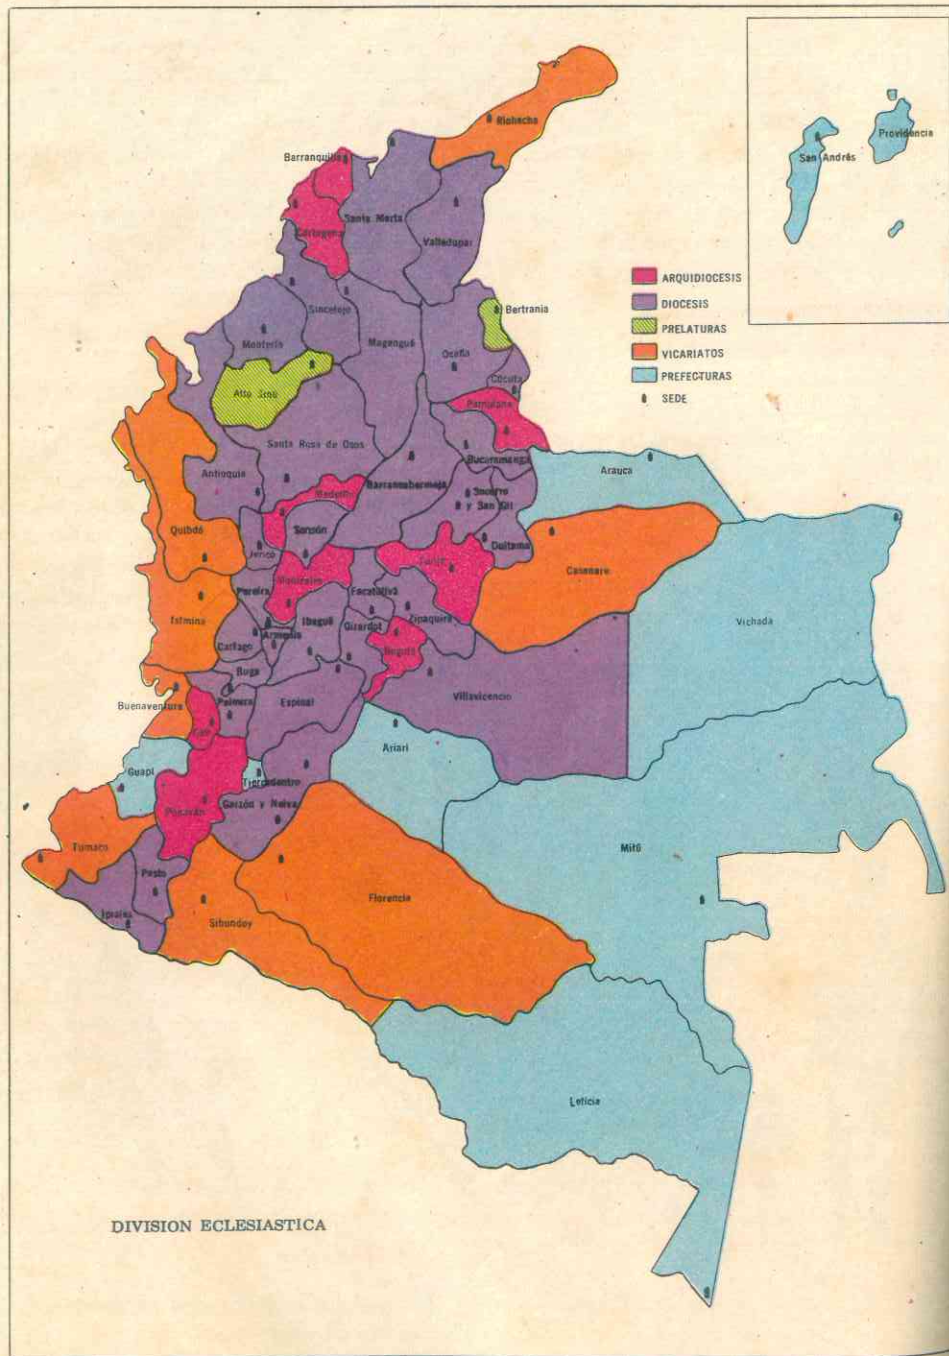 Riohacha
Barranquilla
Santa Marta
Cartagena
Valledupar
San Andrés
Providencia
ARQUIDIOCESIS
DIOCESIS
PRELATURAS
VICARIATOS
PREFECTURAS
SEDE
Sincelejo
Bertrania
Montería
Magangué
Ocaña
Cúcuta
Alto Sinú
Pamplona
Santa Rosa de Osos
Bucaramanga
Arauca
Antioquia
Barrancabermeja
Socorro
y San Gil
Medellín
Quibdó
Sonsón
Duitama
Jericó
Tunja
Casanare
Manizales
Pereira
Facatativá
Istmina
Ibagué
Girardot
Zipaquirá
Vichada
Armenia
Cartago
Bogotá
Buga
Villavicencio
Buenaventura
Palmira
Espinal
Cali
Ariari
Guapi
Tierradentro
Garzón y Neiva
Popayán
Tumaco
Mitú
Pasto
Florencia
Ipiales
Sibundoy
Leticia
DIVISION ECLESIASTICA